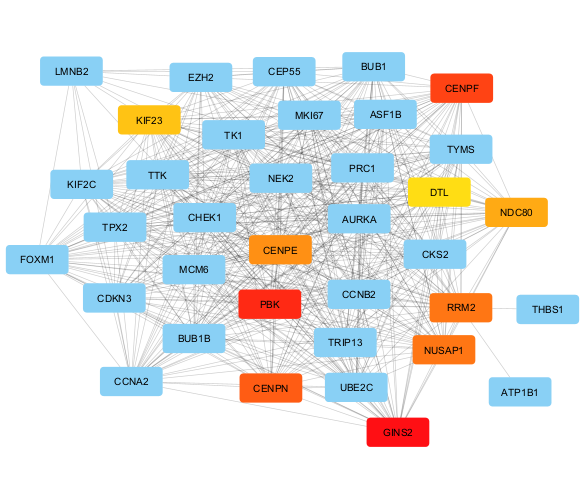 LMNB2
EZH2
CEP55
BUB1
CENPF
KIF23
MKI67
ASF1B
TK1
TYMS
KIF2C
TTK
NEK2
PRC1
DTL
TPX2
CHEK1
AURKA
NDC80
FOXM1
MCM6
CENPE
CKS2
CDKN3
PBK
CCNB2
RRM2
THBS1
BUB1B
TRIP13
NUSAP1
CCNA2
CENPN
UBE2C
ATP1B1
GINS2